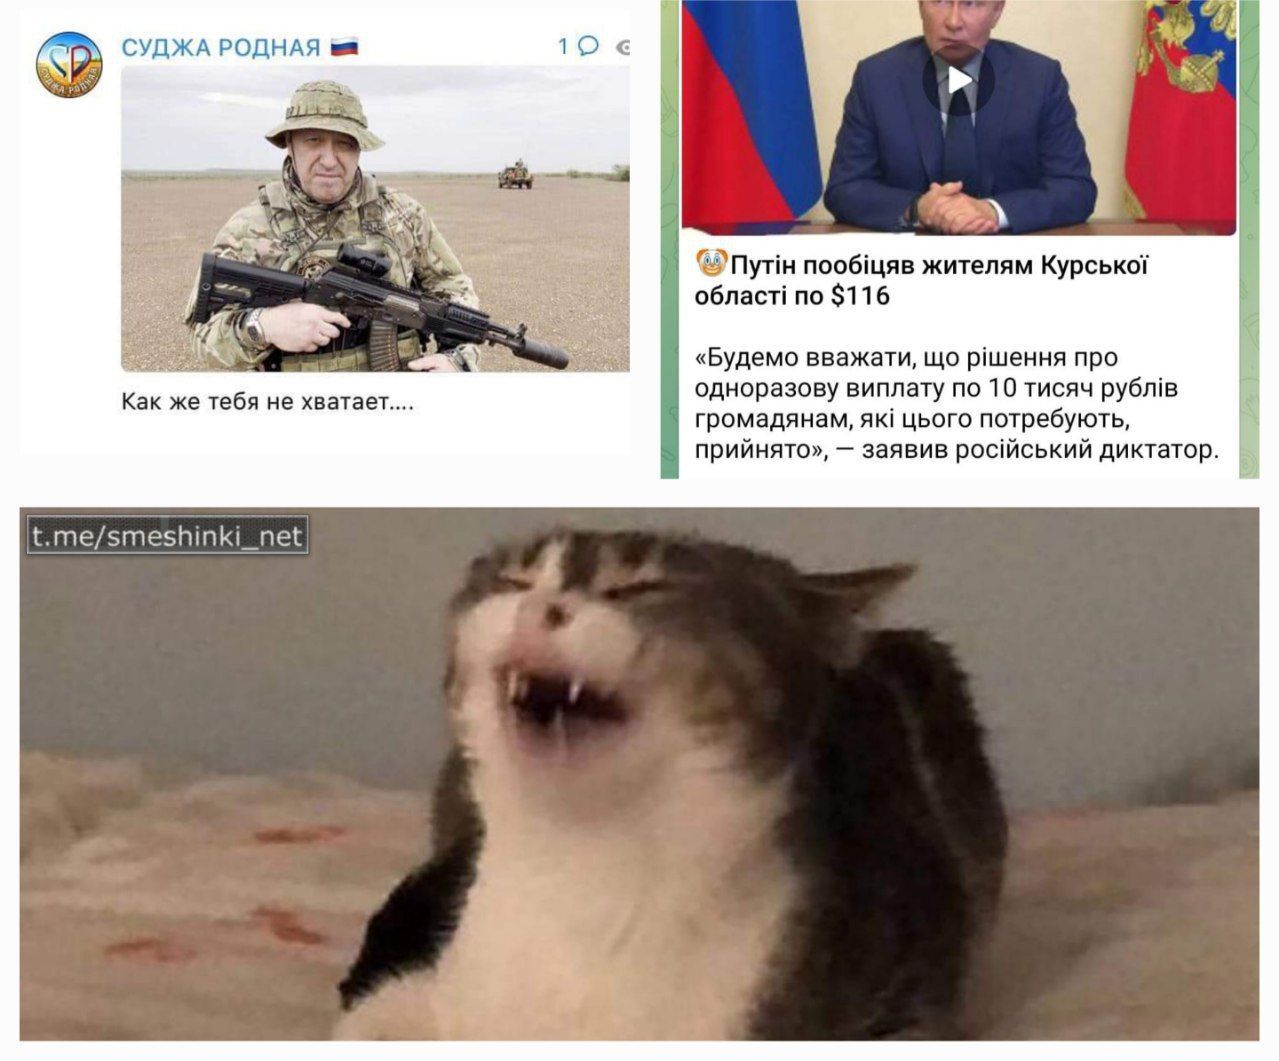 СУДЖА РОДНАЯ
1
Как же тебя не хватает....
Путін пообіцяв жителям Курської
області по $116
«Будемо вважати, що рішення про
одноразову виплату по 10 тисяч рублів
громадянам, які цього потребують,
прийнято», — заявив російський диктатор.
t.me/smeshinki_net